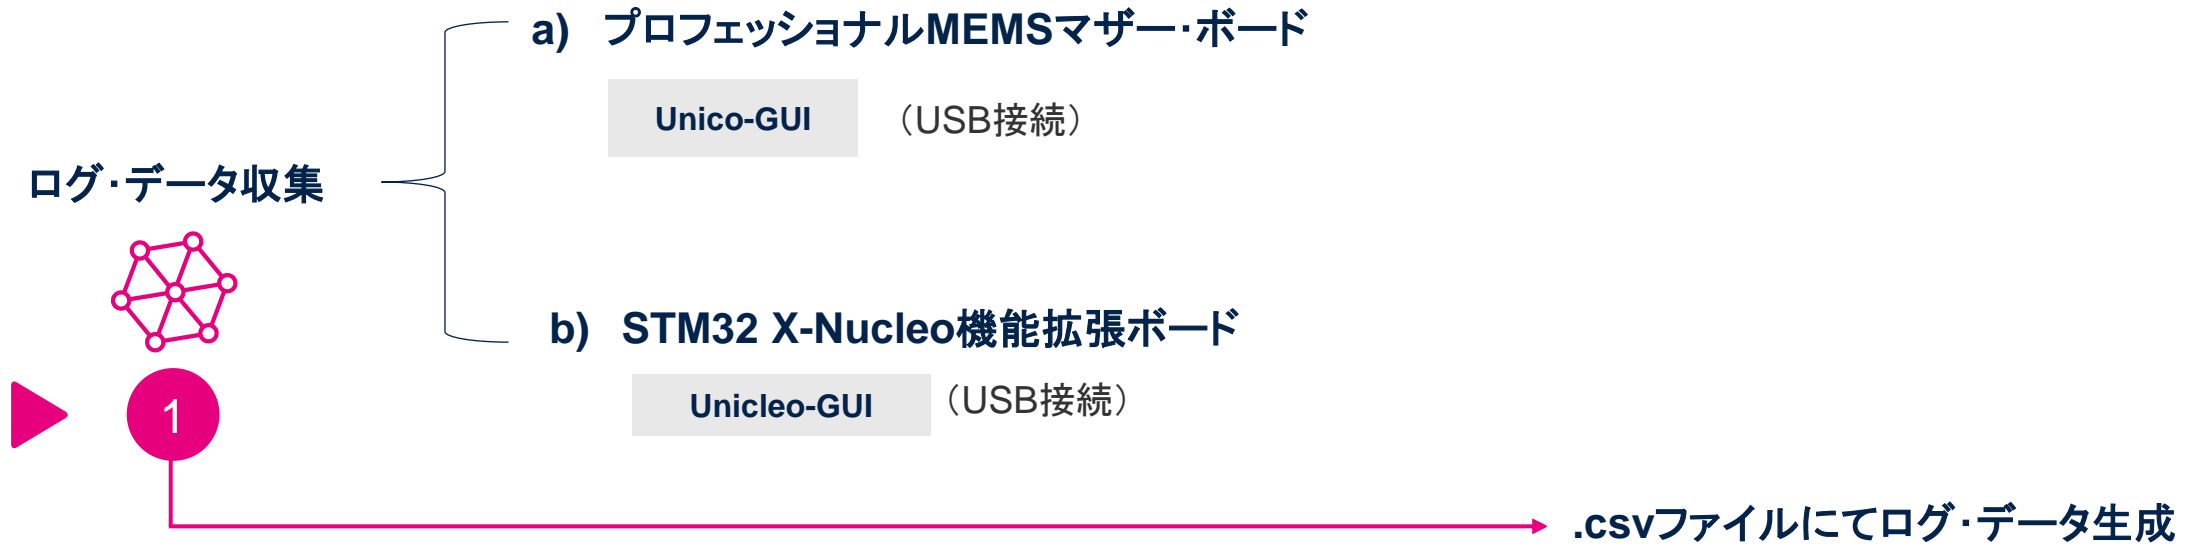 a) プロフェッショナルMEMSマザー・ボード
Unico-GUI （USB接続）
ログ・データ収集
b) STM32 X-Nucleo機能拡張ボード
Unicleo-GUI （USB接続）
1
.csvファイルにてログ・データ生成